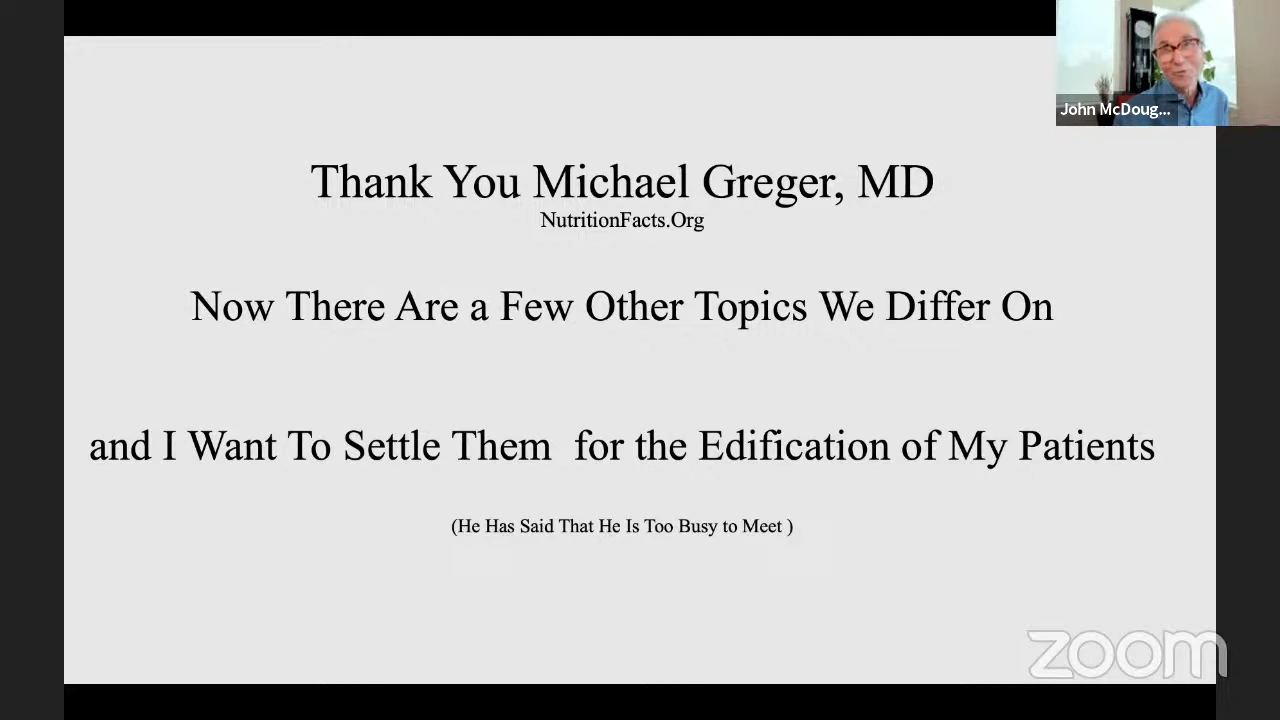 John McDoug...
Thank You Michael Greger, MD
NutritionFacts.Org
Now There Are a Few Other Topics We Differ On
and I Want To Settle Them  for the Edification of My Patients
(He Has Said That He Is Too Busy to Meet )
zoom